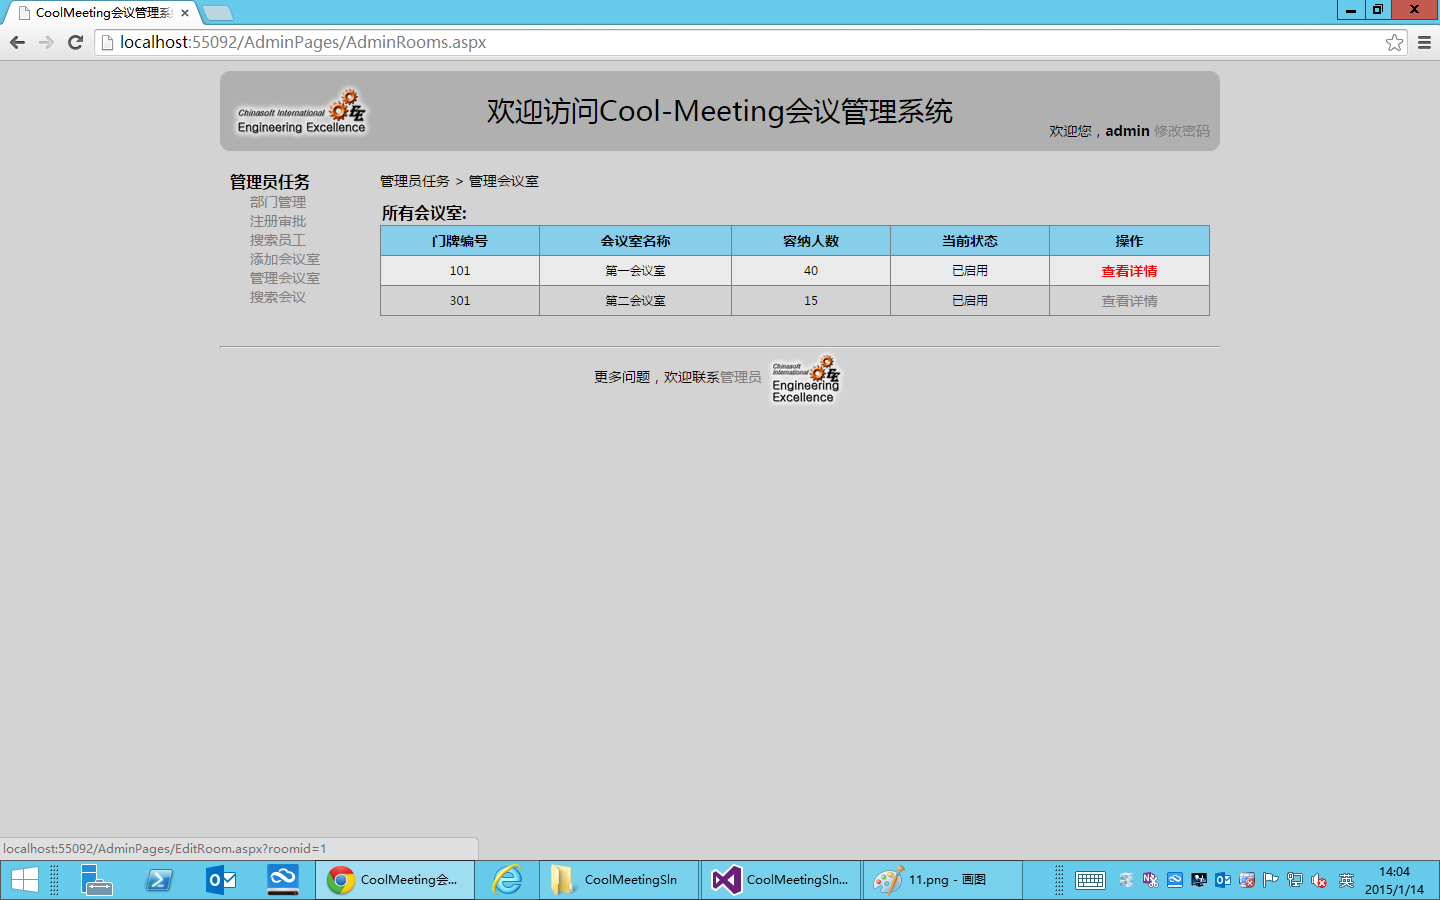 CoolMeeting会议管理系
localhost:55092/AdminPages/AdminRooms.aspx
Chinasoft International
Engineering Excellence
欢迎访问Cool-Meeting会议管理系统
欢迎您，admin 修改密码
管理员任务
部门管理
注册审批
搜索员工
添加会议室
管理会议室
搜索会议
管理员任务 > 管理会议室
所有会议室:
门牌编号 会议室名称 容纳人数 当前状态 操作
101 第一会议室 40 已启用 查看详情
301 第二会议室 15 已启用 查看详情
更多问题，欢迎联系管理员
Chinasoft
International
Engineering
Excellence
localhost:55092/AdminPages/EditRoom.aspx?roomid=1
CoolMeeting会... CoolMeetingSln CoolMeetingSln... 11.png - 画图 英 14:04
2015/1/14